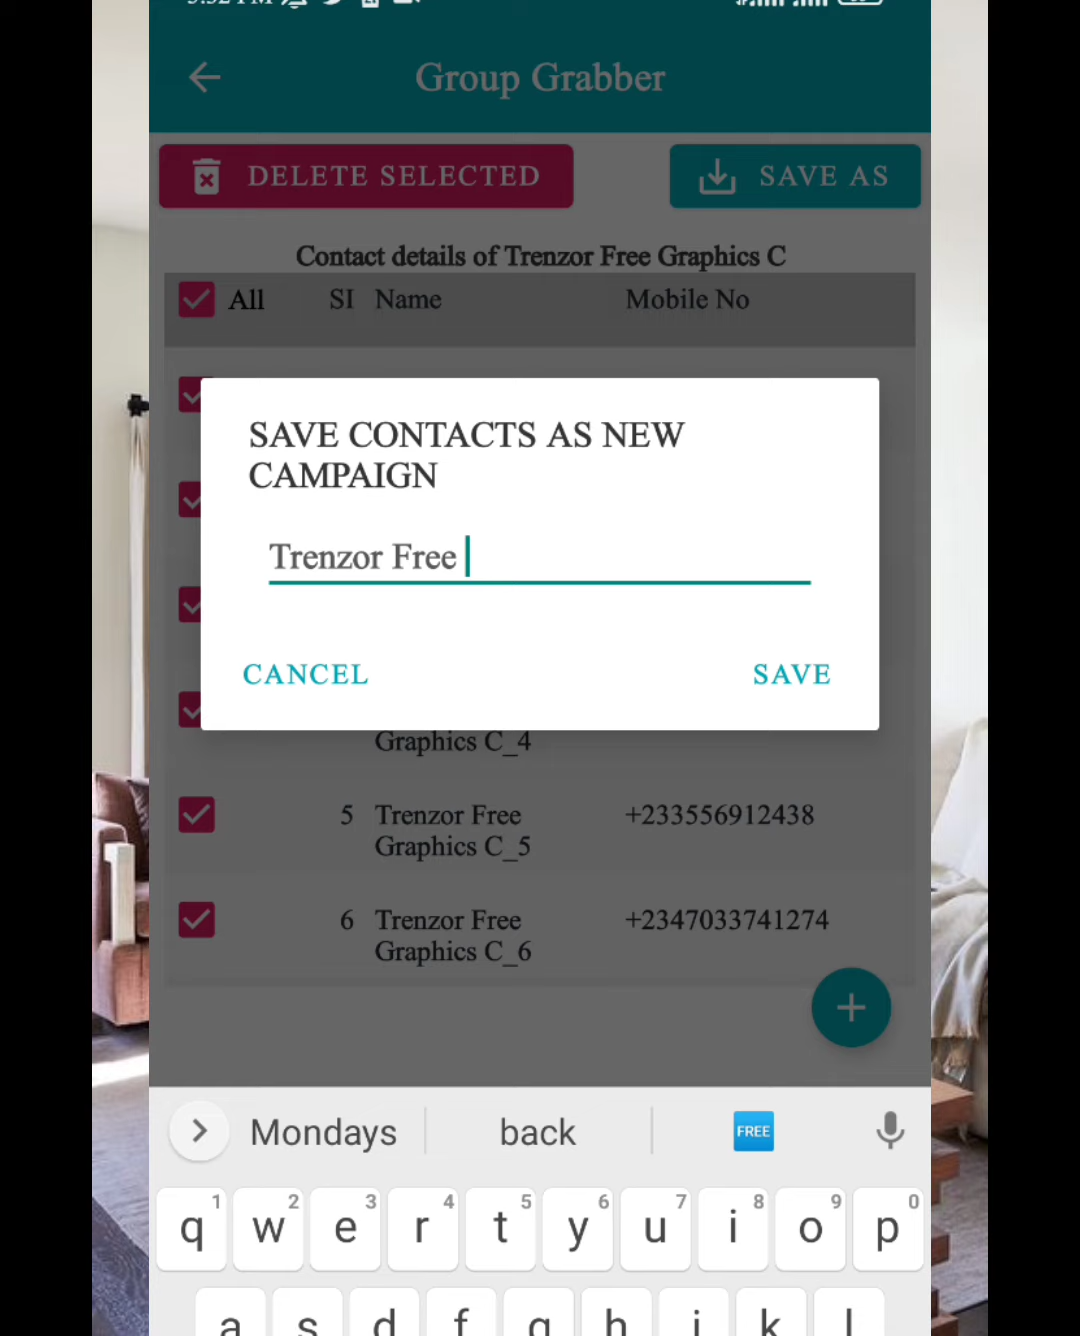 Group Grabber
DELETE SELECTED
SAVE AS
Contact details of Trenzor Free Graphics C
All SI Name Mobile No
SAVE CONTACTS AS NEW
CAMPAIGN
Trenzor Free
CANCEL SAVE
Graphics C_4
5 Trenzor Free +233556912438
Graphics C_5
6 Trenzor Free +2347033741274
Graphics C_6
+
Mondays back FREE
1 2 3 4 5 6 7 8 9 0
q w e r t y u i o p
a s d f g h j k l